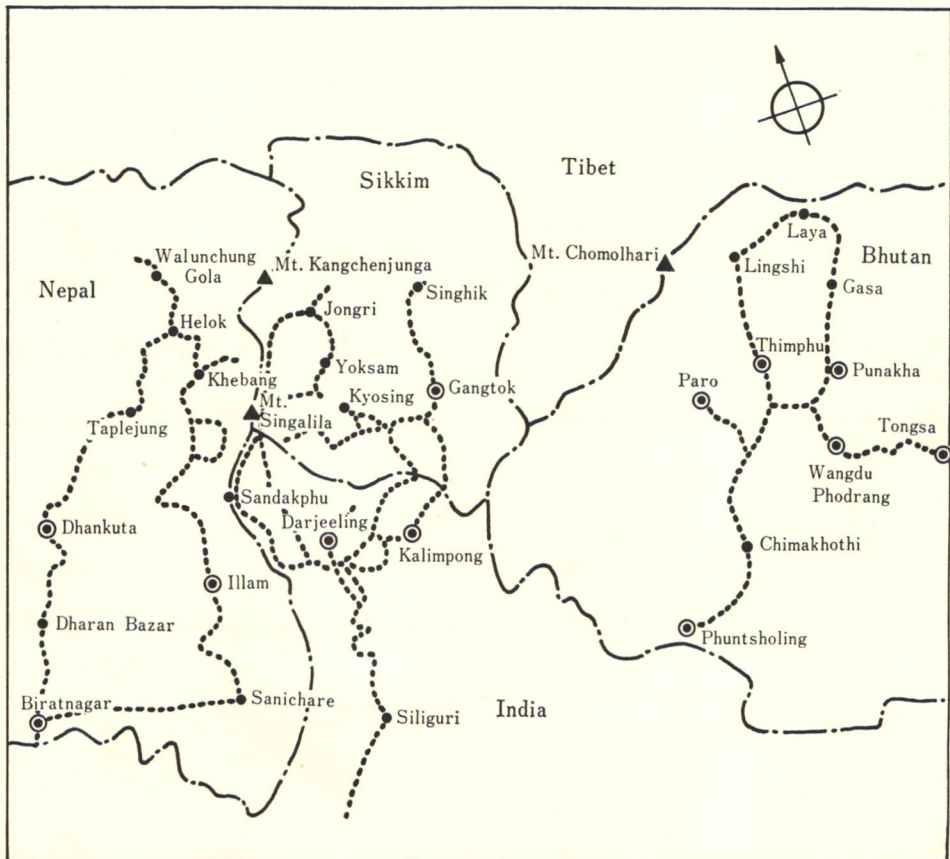 Tibet
Sikkim
Laya
Walunchung
Gola
Mt. Kangchenjunga
Mt. Chomolhari
Lingshi
Bhutan
Nepal
Singhik
Gasa
Jongri
Helok
Thimphu
Yoksam
Punakha
Khebang
Kyosing
Gangtok
Paro
Mt.
Singalila
Taplejung
Tongsa
Wangdu
Phodrang
Sandakphu
Darjeeling
Dhankuta
Kalimpong
Chimakhothi
Illam
Dharan Bazar
Phuntsholing
Biratnagar
Sanichare
India
Siliguri